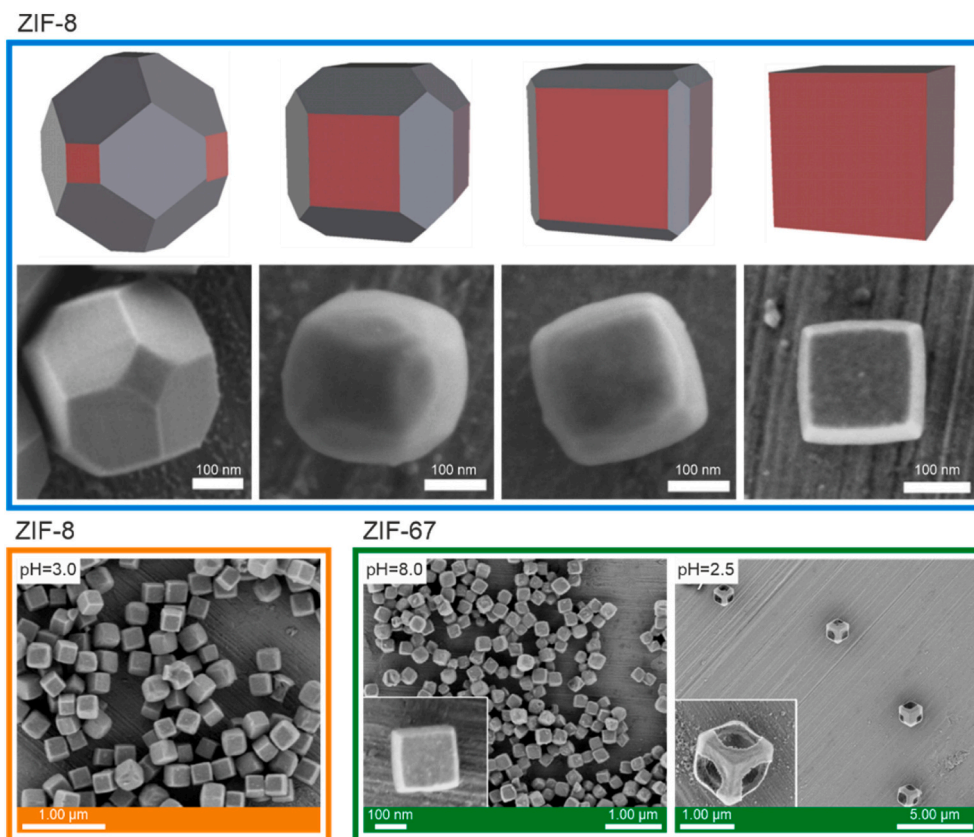 ZIF-8
100 nm
100 nm
100 nm
100 nm
ZIF-8
ZIF-67
pH=3.0
pH=8.0
pH=2.5
1.00 µm
100 nm
1.00 µm
1.00 µm
5.00 µm